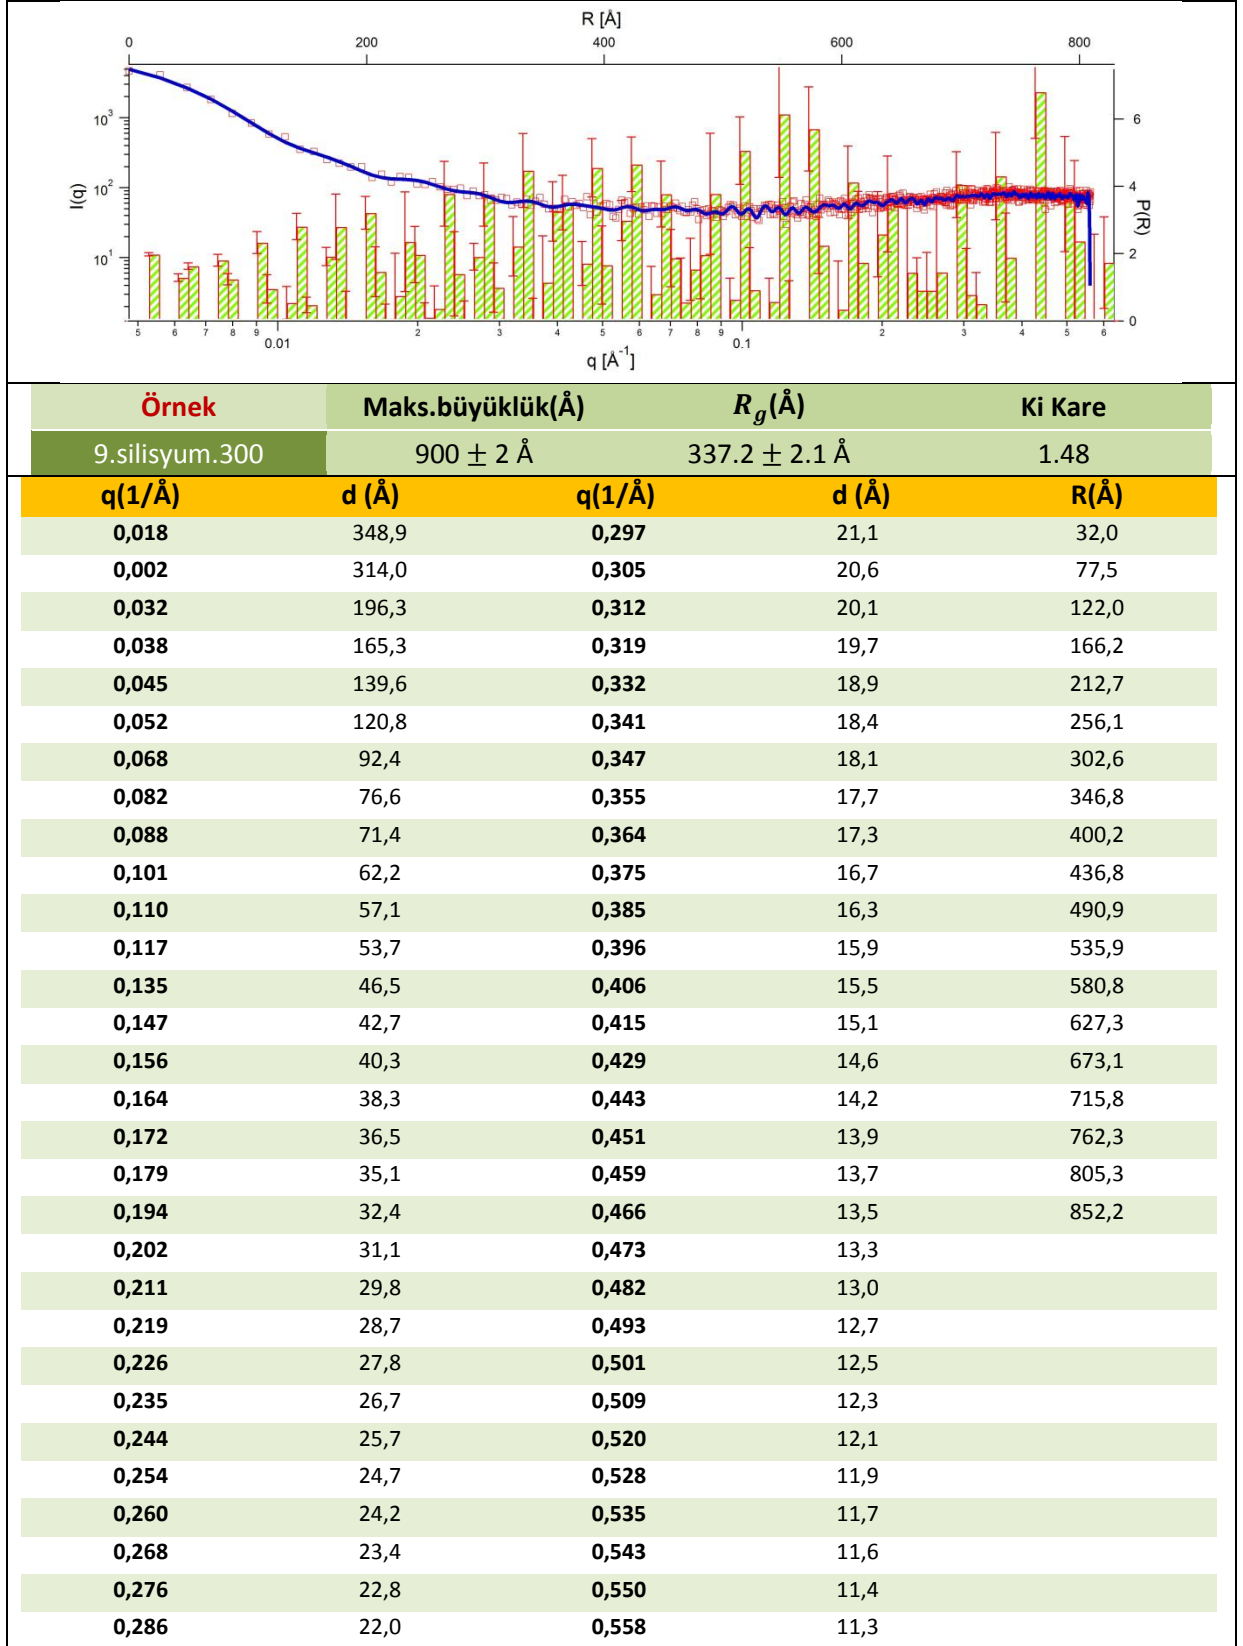 R [Å]
0 200 400 600 800
10³
10²
10¹
I(q)
6
4
2
0
P(R)
5 6 7 8 9 2 3 4 5 6 7 8 9 2 3 4 5 6
0.01 0.1
q [Å⁻¹]
Örnek Maks.büyüklük(Å) R_g(Å) Ki Kare
9.silisyum.300 900 ± 2 Å 337.2 ± 2.1 Å 1.48
q(1/Å) d (Å) q(1/Å) d (Å) R(Å)
0,018 348,9 0,297 21,1 32,0
0,002 314,0 0,305 20,6 77,5
0,032 196,3 0,312 20,1 122,0
0,038 165,3 0,319 19,7 166,2
0,045 139,6 0,332 18,9 212,7
0,052 120,8 0,341 18,4 256,1
0,068 92,4 0,347 18,1 302,6
0,082 76,6 0,355 17,7 346,8
0,088 71,4 0,364 17,3 400,2
0,101 62,2 0,375 16,7 436,8
0,110 57,1 0,385 16,3 490,9
0,117 53,7 0,396 15,9 535,9
0,135 46,5 0,406 15,5 580,8
0,147 42,7 0,415 15,1 627,3
0,156 40,3 0,429 14,6 673,1
0,164 38,3 0,443 14,2 715,8
0,172 36,5 0,451 13,9 762,3
0,179 35,1 0,459 13,7 805,3
0,194 32,4 0,466 13,5 852,2
0,202 31,1 0,473 13,3
0,211 29,8 0,482 13,0
0,219 28,7 0,493 12,7
0,226 27,8 0,501 12,5
0,235 26,7 0,509 12,3
0,244 25,7 0,520 12,1
0,254 24,7 0,528 11,9
0,260 24,2 0,535 11,7
0,268 23,4 0,543 11,6
0,276 22,8 0,550 11,4
0,286 22,0 0,558 11,3